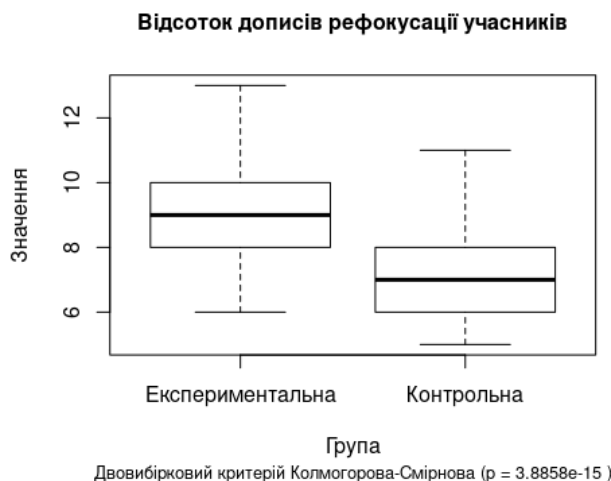 Відсоток дописів рефокусації учасників
Значення
12
10
8
6
Експериментальна
Контрольна
Група
Двовибірковий критерій Колмогорова-Смірнова (p = 3.8858e-15 )